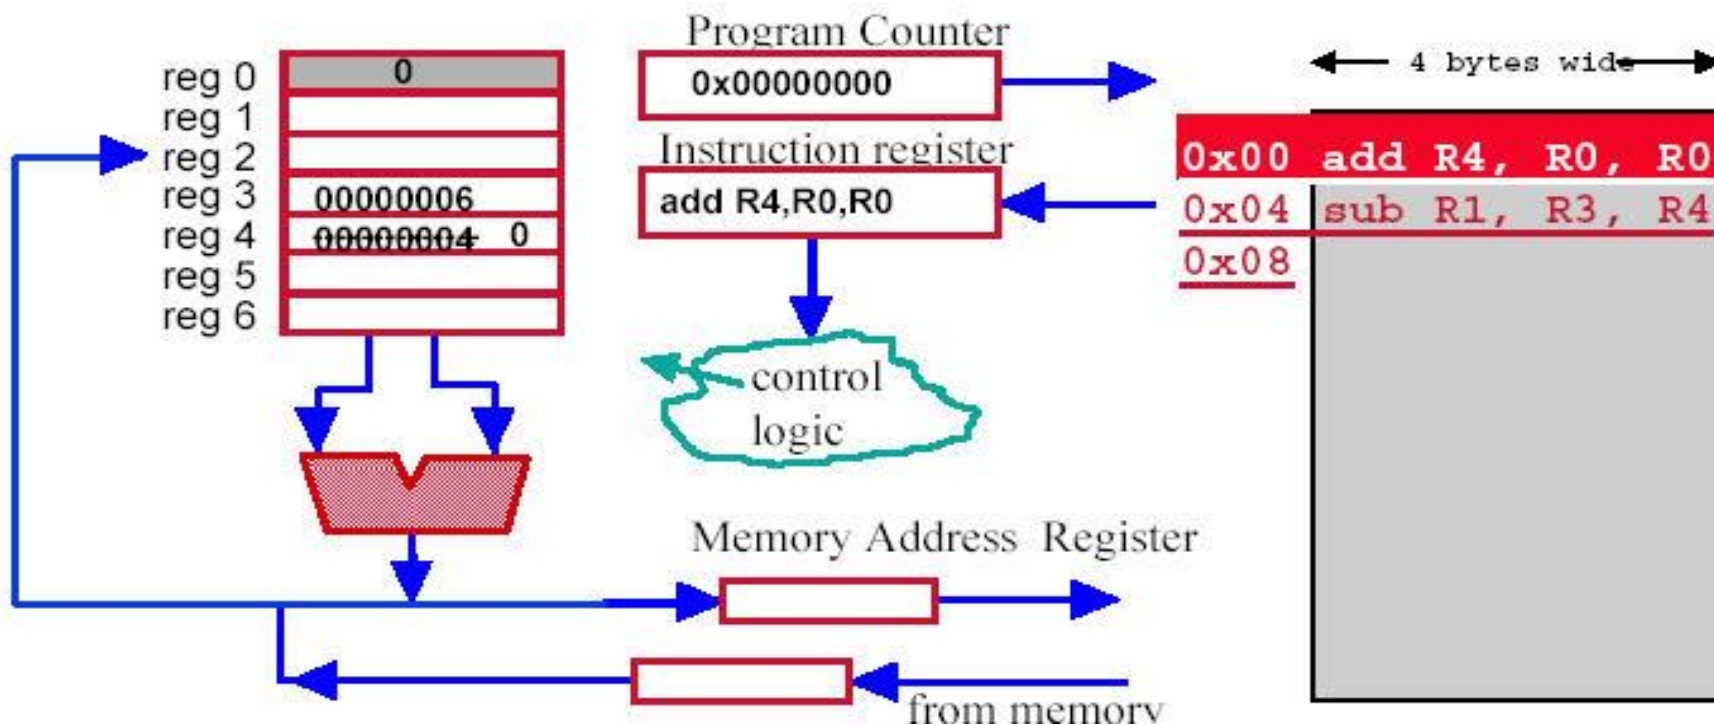 reg 0 0
reg 1
reg 2
reg 3 00000006
reg 4 00000004 0
reg 5
reg 6
Program Counter
0x00000000
Instruction register
add R4,R0,R0
control
logic
Memory Address Register
from memory
4 bytes wide
0x00 add R4, R0, R0
0x04 sub R1, R3, R4
0x08